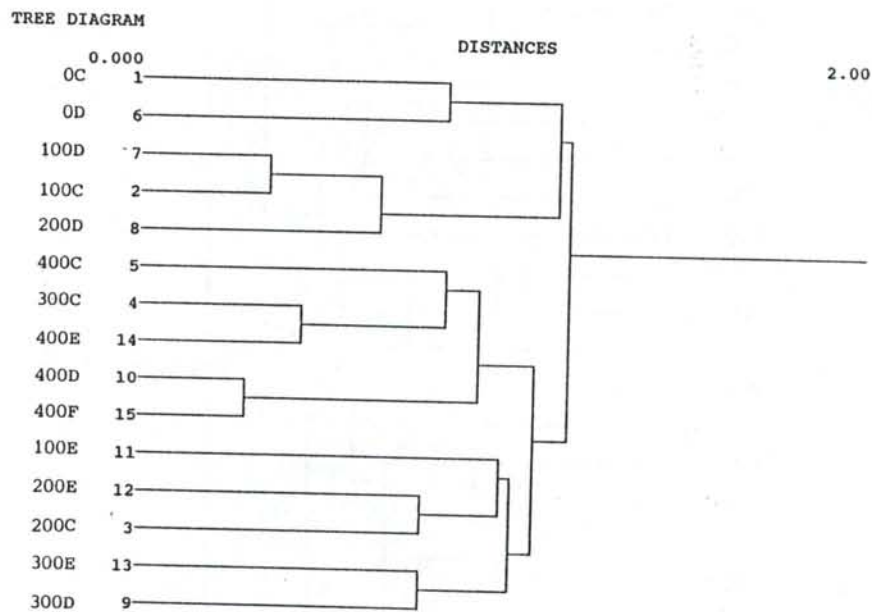 TREE DIAGRAM
DISTANCES
0.000 2.00
0C 1
0D 6
100D 7
100C 2
200D 8
400C 5
300C 4
400E 14
400D 10
400F 15
100E 11
200E 12
200C 3
300E 13
300D 9